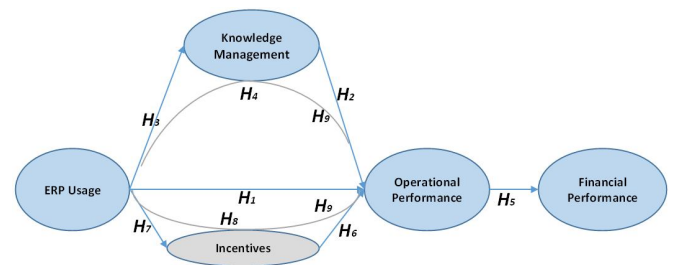 Knowledge
Management
H4
H2
H3
H9
ERP Usage
H1
Operational
Performance
Financial
Performance
H5
H9
H8
H7
Incentives
H6